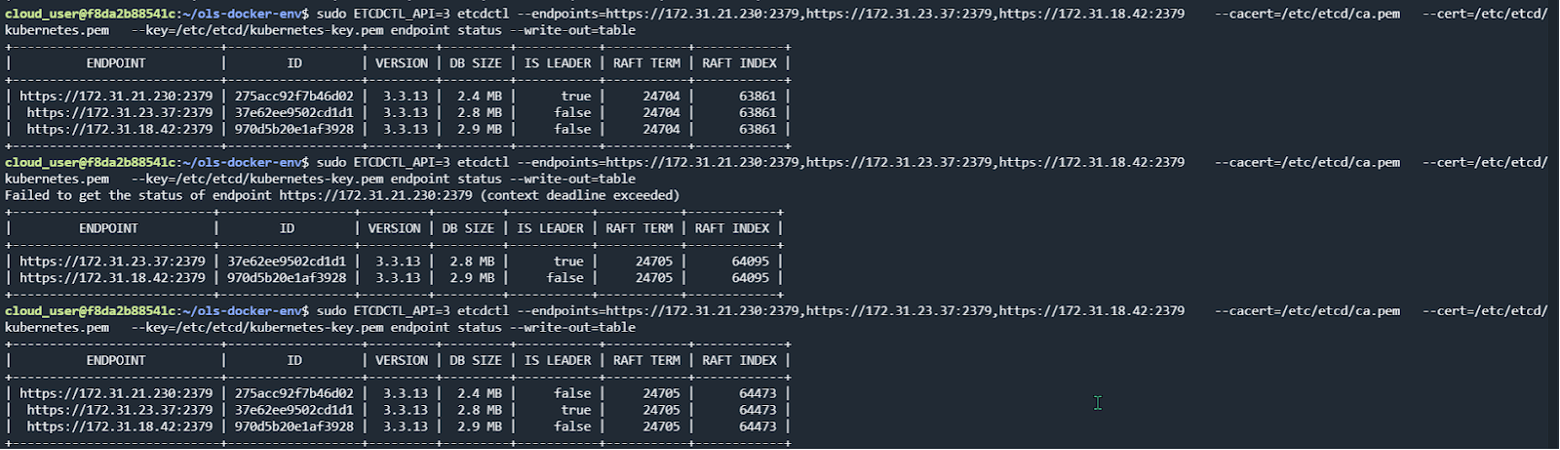 cloud_user@f8da2b88541c:~/ols-docker-env$ sudo ETCDCTL_API=3 etcdctl --endpoints=https://172.31.21.230:2379,https://172.31.23.37:2379,https://172.31.18.42:2379    --cacert=/etc/etcd/ca.pem   --cert=/etc/etcd/
kubernetes.pem   --key=/etc/etcd/kubernetes-key.pem endpoint status --write-out=table
+----------------------------+------------------+---------+---------+-----------+-----------+------------+
|          ENDPOINT          |        ID        | VERSION | DB SIZE | IS LEADER | RAFT TERM | RAFT INDEX |
+----------------------------+------------------+---------+---------+-----------+-----------+------------+
| https://172.31.21.230:2379 | 275acc92f7b46d02 |  3.3.13 |  2.4 MB |      true |     24704 |      63861 |
|  https://172.31.23.37:2379 | 37e62ee9502cd1d1 |  3.3.13 |  2.8 MB |     false |     24704 |      63861 |
|  https://172.31.18.42:2379 | 970d5b20e1af3928 |  3.3.13 |  2.9 MB |     false |     24704 |      63861 |
+----------------------------+------------------+---------+---------+-----------+-----------+------------+
cloud_user@f8da2b88541c:~/ols-docker-env$ sudo ETCDCTL_API=3 etcdctl --endpoints=https://172.31.21.230:2379,https://172.31.23.37:2379,https://172.31.18.42:2379    --cacert=/etc/etcd/ca.pem   --cert=/etc/etcd/
kubernetes.pem   --key=/etc/etcd/kubernetes-key.pem endpoint status --write-out=table
Failed to get the status of endpoint https://172.31.21.230:2379 (context deadline exceeded)
+---------------------------+------------------+---------+---------+-----------+-----------+------------+
|         ENDPOINT          |        ID        | VERSION | DB SIZE | IS LEADER | RAFT TERM | RAFT INDEX |
+---------------------------+------------------+---------+---------+-----------+-----------+------------+
| https://172.31.23.37:2379 | 37e62ee9502cd1d1 |  3.3.13 |  2.8 MB |      true |     24705 |      64095 |
| https://172.31.18.42:2379 | 970d5b20e1af3928 |  3.3.13 |  2.9 MB |     false |     24705 |      64095 |
+---------------------------+------------------+---------+---------+-----------+-----------+------------+
cloud_user@f8da2b88541c:~/ols-docker-env$ sudo ETCDCTL_API=3 etcdctl --endpoints=https://172.31.21.230:2379,https://172.31.23.37:2379,https://172.31.18.42:2379    --cacert=/etc/etcd/ca.pem   --cert=/etc/etcd/
kubernetes.pem   --key=/etc/etcd/kubernetes-key.pem endpoint status --write-out=table
+----------------------------+------------------+---------+---------+-----------+-----------+------------+
|          ENDPOINT          |        ID        | VERSION | DB SIZE | IS LEADER | RAFT TERM | RAFT INDEX |
+----------------------------+------------------+---------+---------+-----------+-----------+------------+
| https://172.31.21.230:2379 | 275acc92f7b46d02 |  3.3.13 |  2.4 MB |     false |     24705 |      64473 |
|  https://172.31.23.37:2379 | 37e62ee9502cd1d1 |  3.3.13 |  2.8 MB |      true |     24705 |      64473 |
|  https://172.31.18.42:2379 | 970d5b20e1af3928 |  3.3.13 |  2.9 MB |     false |     24705 |      64473 |
+----------------------------+------------------+---------+---------+-----------+-----------+------------+